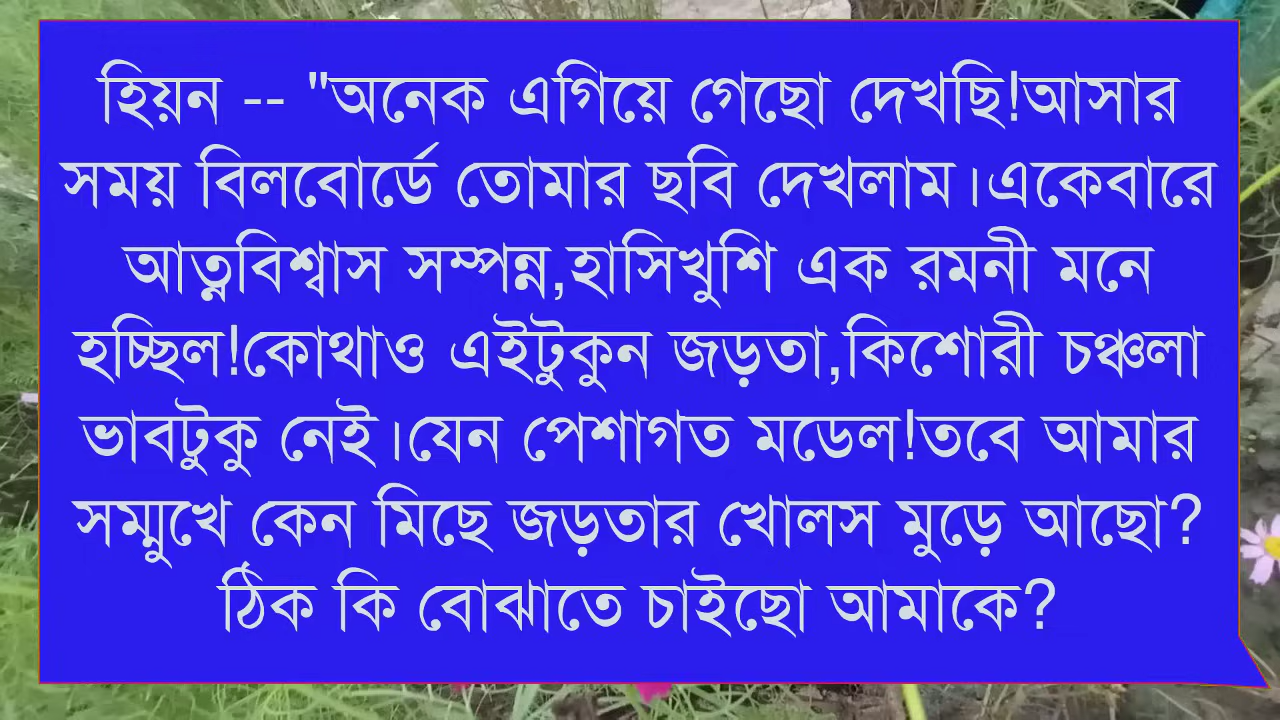 হিয়ন -- "অনেক এগিয়ে গেছো দেখছি!আসার
সময় বিলবোর্ডে তোমার ছবি দেখলাম।একেবারে
আত্নবিশ্বাস সম্পন্ন,হাসিখুশি এক রমনী মনে
হচ্ছিল!কোথাও এইটুকুন জড়তা,কিশোরী চঞ্চলা
ভাবটুকু নেই।যেন পেশাগত মডেল!তবে আমার
সম্মুখে কেন মিছে জড়তার খোলস মুড়ে আছো?
ঠিক কি বোঝাতে চাইছো আমাকে?